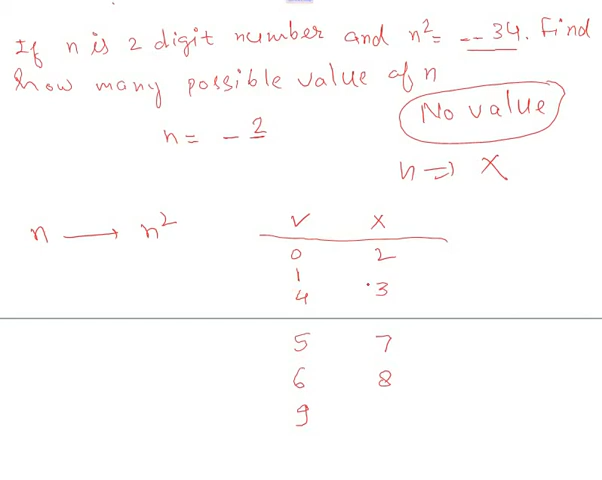 If n is 2 digit number and n² = _ _ 34. Find
how many possible value of n
No value
n = _ 2
n ⇒ X
n → n²
✓ X
0 2
1
4 3
5 7
6 8
9